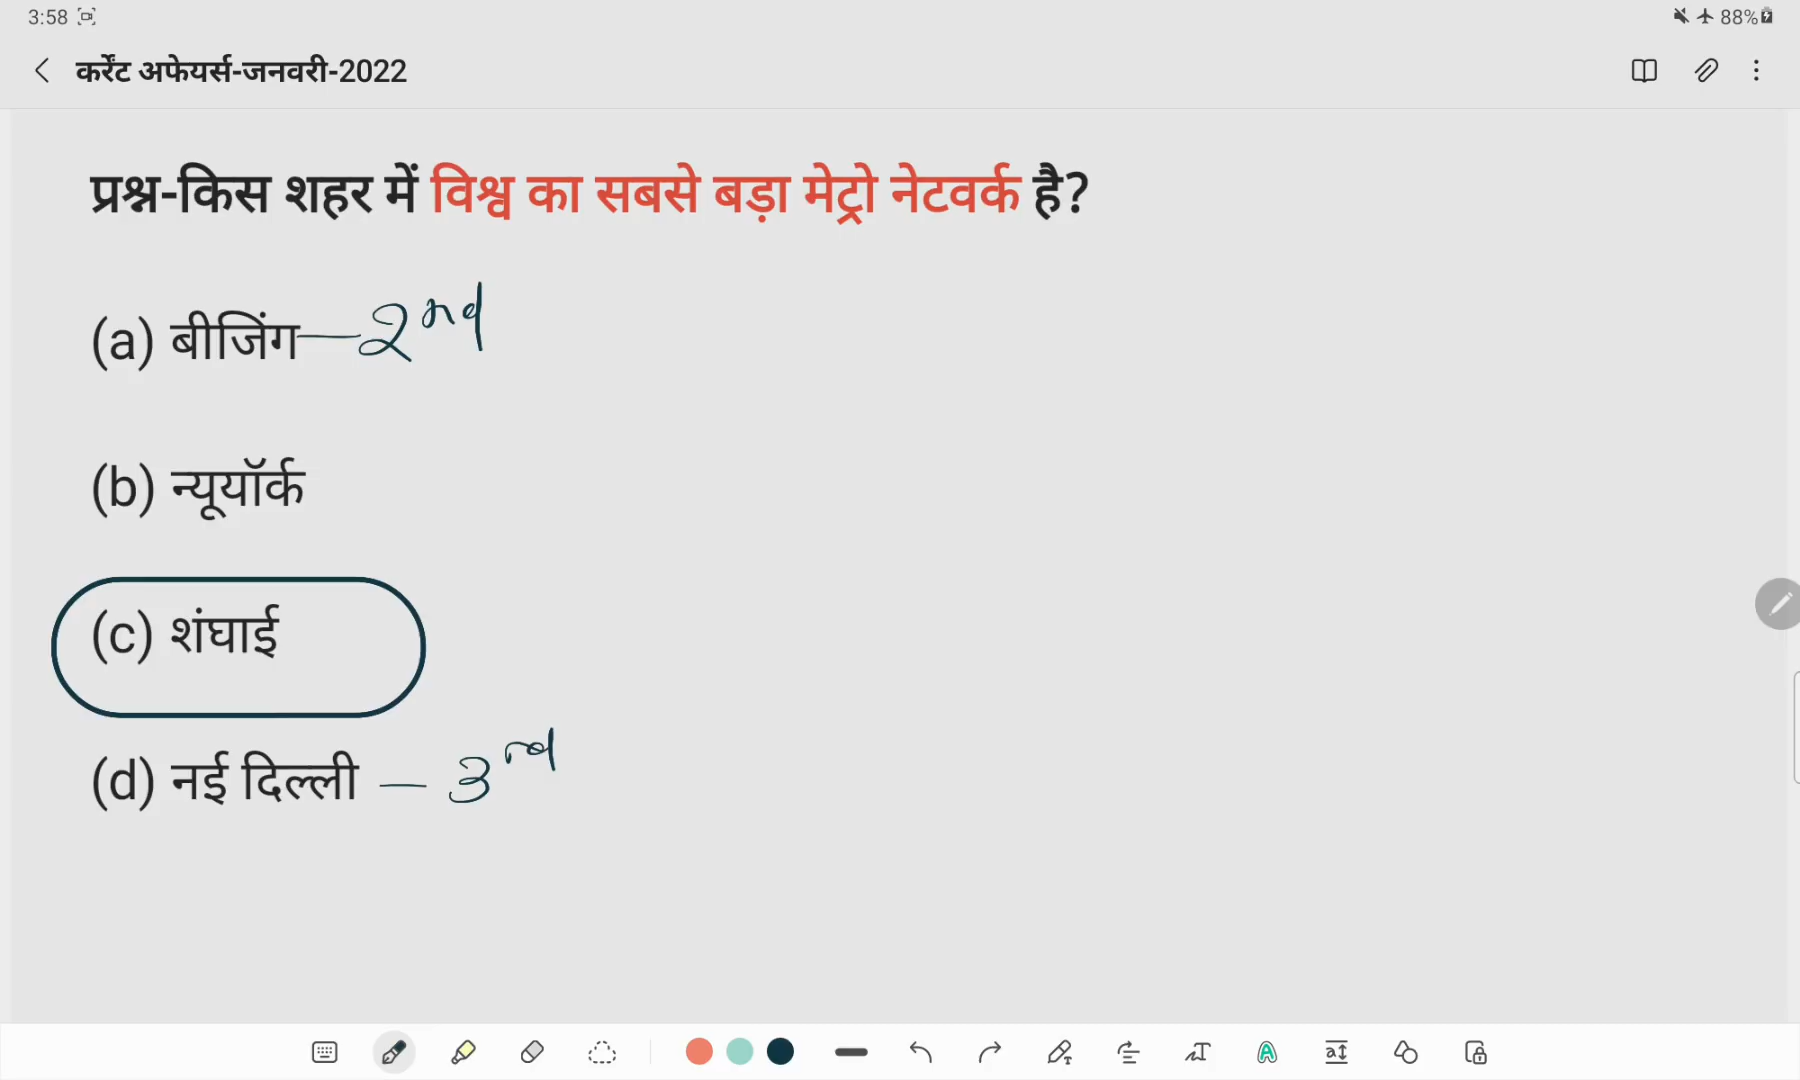 3:58 88%
करेंट अफेयर्स-जनवरी-2022
प्रश्न-किस शहर में विश्व का सबसे बड़ा मेट्रो नेटवर्क है?
(a) बीजिंग—2nd
(b) न्यूयॉर्क
(c) शंघाई
(d) नई दिल्ली — 3rd